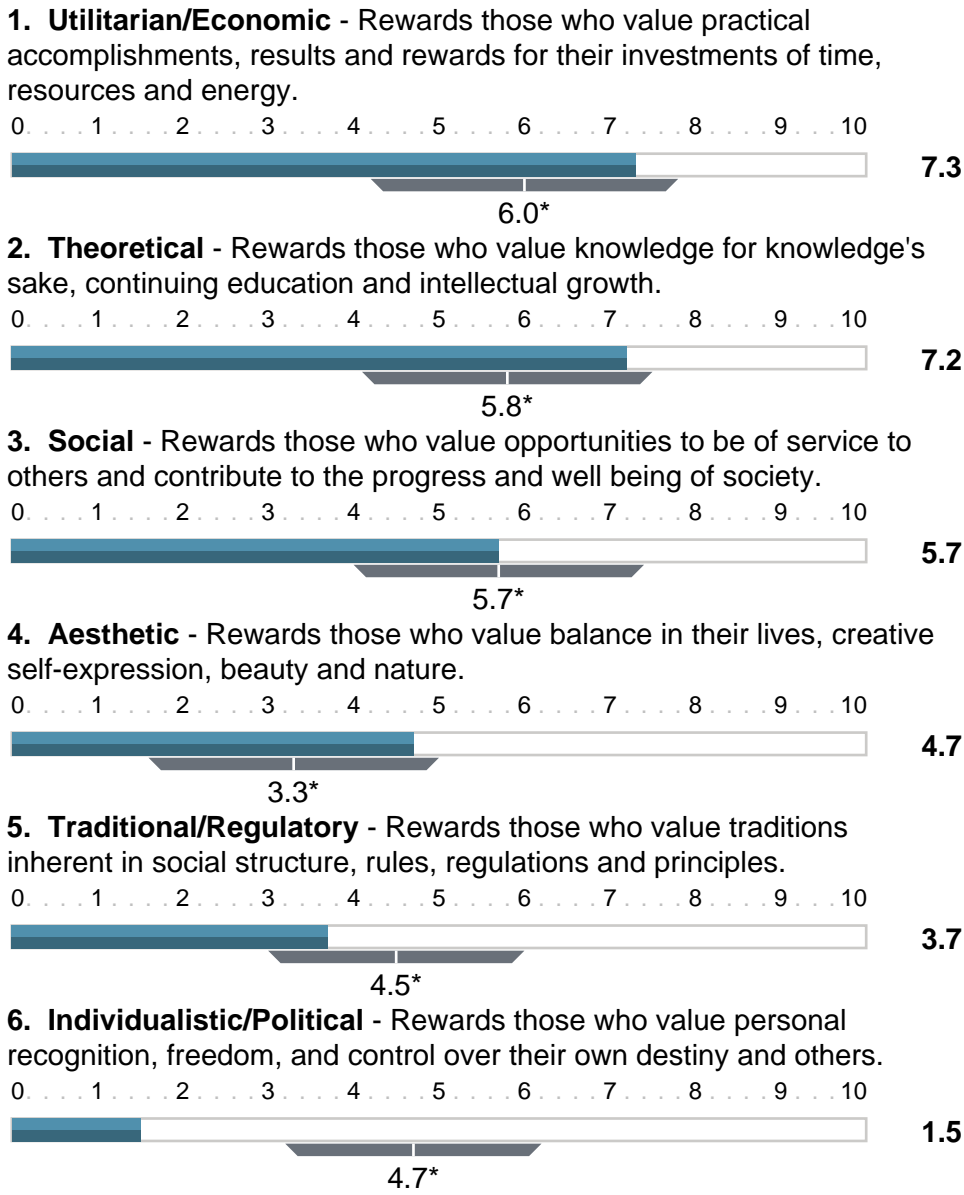 1. Utilitarian/Economic - Rewards those who value practical
accomplishments, results and rewards for their investments of time,
resources and energy.
0. . . . 1 . . . . 2 . . . . 3 . . . . 4 . . . . 5 . . . . 6 . . . . 7 . . . . 8 . . . . 9 . . . 10
7.3
6.0*
2. Theoretical - Rewards those who value knowledge for knowledge's
sake, continuing education and intellectual growth.
0. . . . 1 . . . . 2 . . . . 3 . . . . 4 . . . . 5 . . . . 6 . . . . 7 . . . . 8 . . . . 9 . . . 10
7.2
5.8*
3. Social - Rewards those who value opportunities to be of service to
others and contribute to the progress and well being of society.
0. . . . 1 . . . . 2 . . . . 3 . . . . 4 . . . . 5 . . . . 6 . . . . 7 . . . . 8 . . . . 9 . . . 10
5.7
5.7*
4. Aesthetic - Rewards those who value balance in their lives, creative
self-expression, beauty and nature.
0. . . . 1 . . . . 2 . . . . 3 . . . . 4 . . . . 5 . . . . 6 . . . . 7 . . . . 8 . . . . 9 . . . 10
4.7
3.3*
5. Traditional/Regulatory - Rewards those who value traditions
inherent in social structure, rules, regulations and principles.
0. . . . 1 . . . . 2 . . . . 3 . . . . 4 . . . . 5 . . . . 6 . . . . 7 . . . . 8 . . . . 9 . . . 10
3.7
4.5*
6. Individualistic/Political - Rewards those who value personal
recognition, freedom, and control over their own destiny and others.
0. . . . 1 . . . . 2 . . . . 3 . . . . 4 . . . . 5 . . . . 6 . . . . 7 . . . . 8 . . . . 9 . . . 10
1.5
4.7*